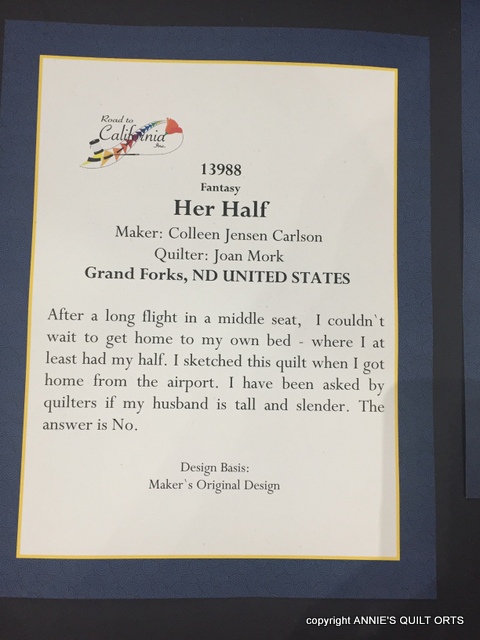 Road to
California
Inc.
13988
Fantasy
Her Half
Maker: Colleen Jensen Carlson
Quilter: Joan Mork
Grand Forks, ND UNITED STATES
After a long flight in a middle seat, I couldn`t
wait to get home to my own bed - where I at
least had my half. I sketched this quilt when I got
home from the airport. I have been asked by
quilters if my husband is tall and slender. The
answer is No.
Design Basis:
Maker`s Original Design
copyright ANNIE'S QUILT ORTS